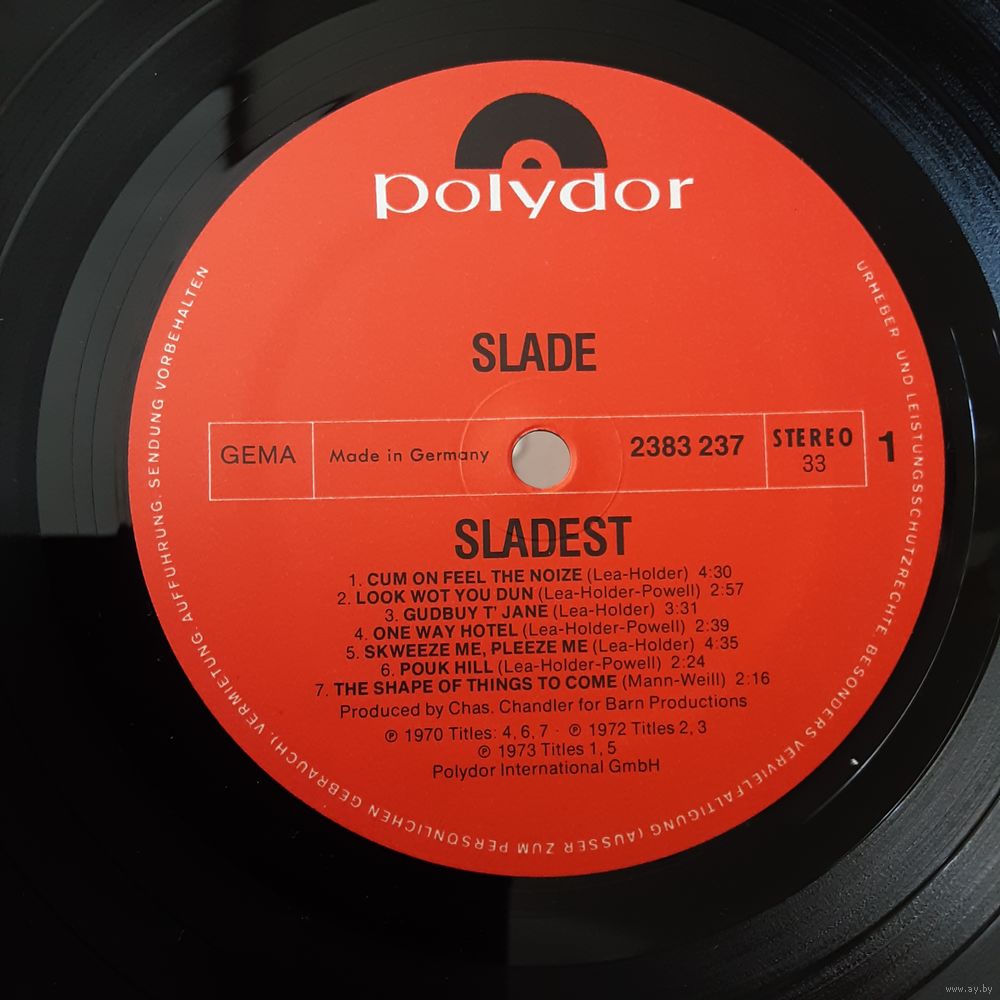 polydor
SLADE
GEMA
Made in Germany
2383 237
STEREO
33
1
SLADEST
1. CUM ON FEEL THE NOIZE (Lea-Holder) 4:30
2. LOOK WOT YOU DUN (Lea-Holder-Powell) 2:57
3. GUDBUY T' JANE (Lea-Holder) 3:31
4. ONE WAY HOTEL (Lea-Holder-Powell) 2:39
5. SKWEEZE ME, PLEEZE ME (Lea-Holder) 4:35
6. POUK HILL (Lea-Holder-Powell) 2:24
7. THE SHAPE OF THINGS TO COME (Mann-Weill) 2:16
Produced by Chas. Chandler for Barn Productions
℗ 1970 Titles: 4, 6, 7 · ℗ 1972 Titles 2, 3
℗ 1973 Titles 1, 5
Polydor International GmbH
URHEBER UND LEISTUNGSSCHUTZRECHTE, BESONDERS VERVIELFÄLTIGUNG (AUSSER ZUM PERSÖNLICHEN GEBRAUCH), VERMIETUNG, AUFFÜHRUNG, SENDUNG VORBEHALTEN
www.ay.by